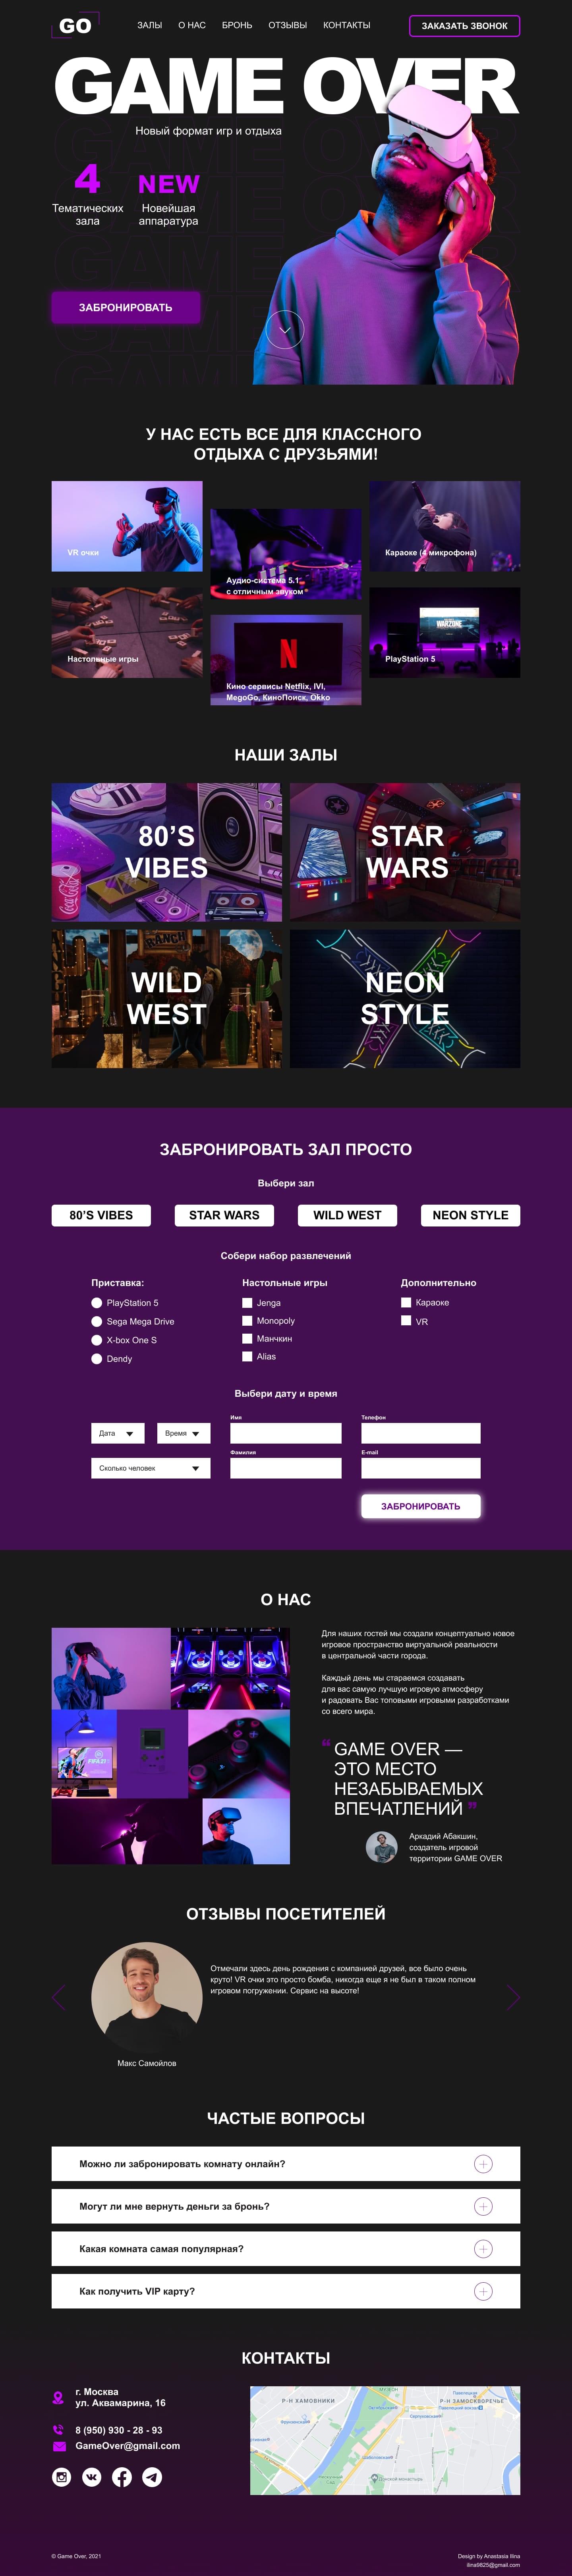 GO
ЗАЛЫ
О НАС
БРОНЬ
ОТЗЫВЫ
КОНТАКТЫ
ЗАКАЗАТЬ ЗВОНОК
GAME OVER
Новый формат игр и отдыха
4
Тематических
зала
NEW
Новейшая
аппаратура
ЗАБРОНИРОВАТЬ
У НАС ЕСТЬ ВСЕ ДЛЯ КЛАССНОГО
ОТДЫХА С ДРУЗЬЯМИ!
VR очки
Аудио-система 5.1
с отличным звуком
Караоке (4 микрофона)
Настольные игры
Кино сервисы Netflix, IVI,
MegoGo, КиноПоиск, Okko
WARZONE
PlayStation 5
НАШИ ЗАЛЫ
80’S
VIBES
Coca-Cola
STAR
WARS
RANCH
WILD
WEST
NEON
STYLE
ЗАБРОНИРОВАТЬ ЗАЛ ПРОСТО
Выбери зал
80’S VIBES
STAR WARS
WILD WEST
NEON STYLE
Собери набор развлечений
Приставка:
PlayStation 5
Sega Mega Drive
X-box One S
Dendy
Настольные игры
Jenga
Monopoly
Манчкин
Alias
Дополнительно
Караоке
VR
Выбери дату и время
Дата
Время
Сколько человек
Имя
Фамилия
Телефон
E-mail
ЗАБРОНИРОВАТЬ
О НАС
FIFA21
Для наших гостей мы создали концептуально новое
игровое пространство виртуальной реальности
в центральной части города.
Каждый день мы стараемся создавать
для вас самую лучшую игровую атмосферу
и радовать Вас топовыми игровыми разработками
со всего мира.
“ GAME OVER —
ЭТО МЕСТО
НЕЗАБЫВАЕМЫХ
ВПЕЧАТЛЕНИЙ ”
Аркадий Абакшин,
создатель игровой
территории GAME OVER
ОТЗЫВЫ ПОСЕТИТЕЛЕЙ
Отмечали здесь день рождения с компанией друзей, все было очень
круто! VR очки это просто бомба, никогда еще я не был в таком полном
игровом погружении. Сервис на высоте!
Макс Самойлов
ЧАСТЫЕ ВОПРОСЫ
Можно ли забронировать комнату онлайн?
Могут ли мне вернуть деньги за бронь?
Какая комната самая популярная?
Как получить VIP карту?
КОНТАКТЫ
г. Москва
ул. Аквамарина, 16
8 (950) 930 - 28 - 93
GameOver@gmail.com
Р-Н ХАМОВНИКИ
Р-Н ЗАМОСКВОРЕЧЬЕ
© Game Over, 2021
Design by Anastasia Ilina
ilina9825@gmail.com